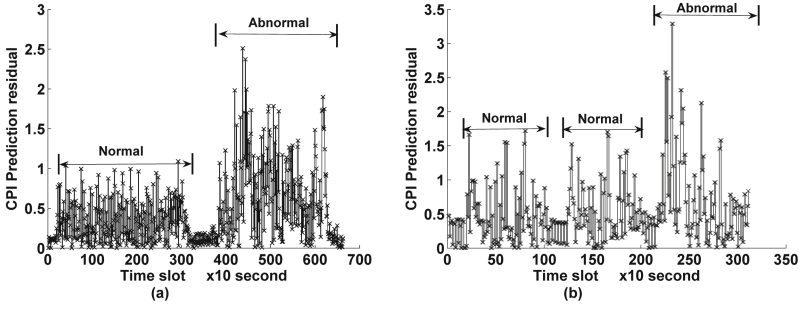 CPI Prediction residual
3
2.5
2
1.5
1
0.5
0
Abnormal
Normal
0 100 200 300 400 500 600 700
Time slot x10 second
(a)
CPI Prediction residual
3.5
3
2.5
2
1.5
1
0.5
0
Abnormal
Normal Normal
0 50 100 150 200 250 300 350
Time slot x10 second
(b)